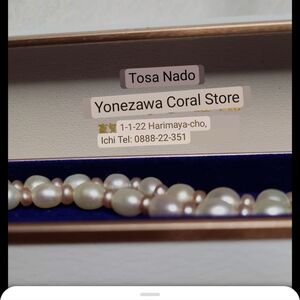 Tosa Nado
Yonezawa Coral Store
1-1-22 Harimaya-cho,
Ichi Tel: 0888-22-351